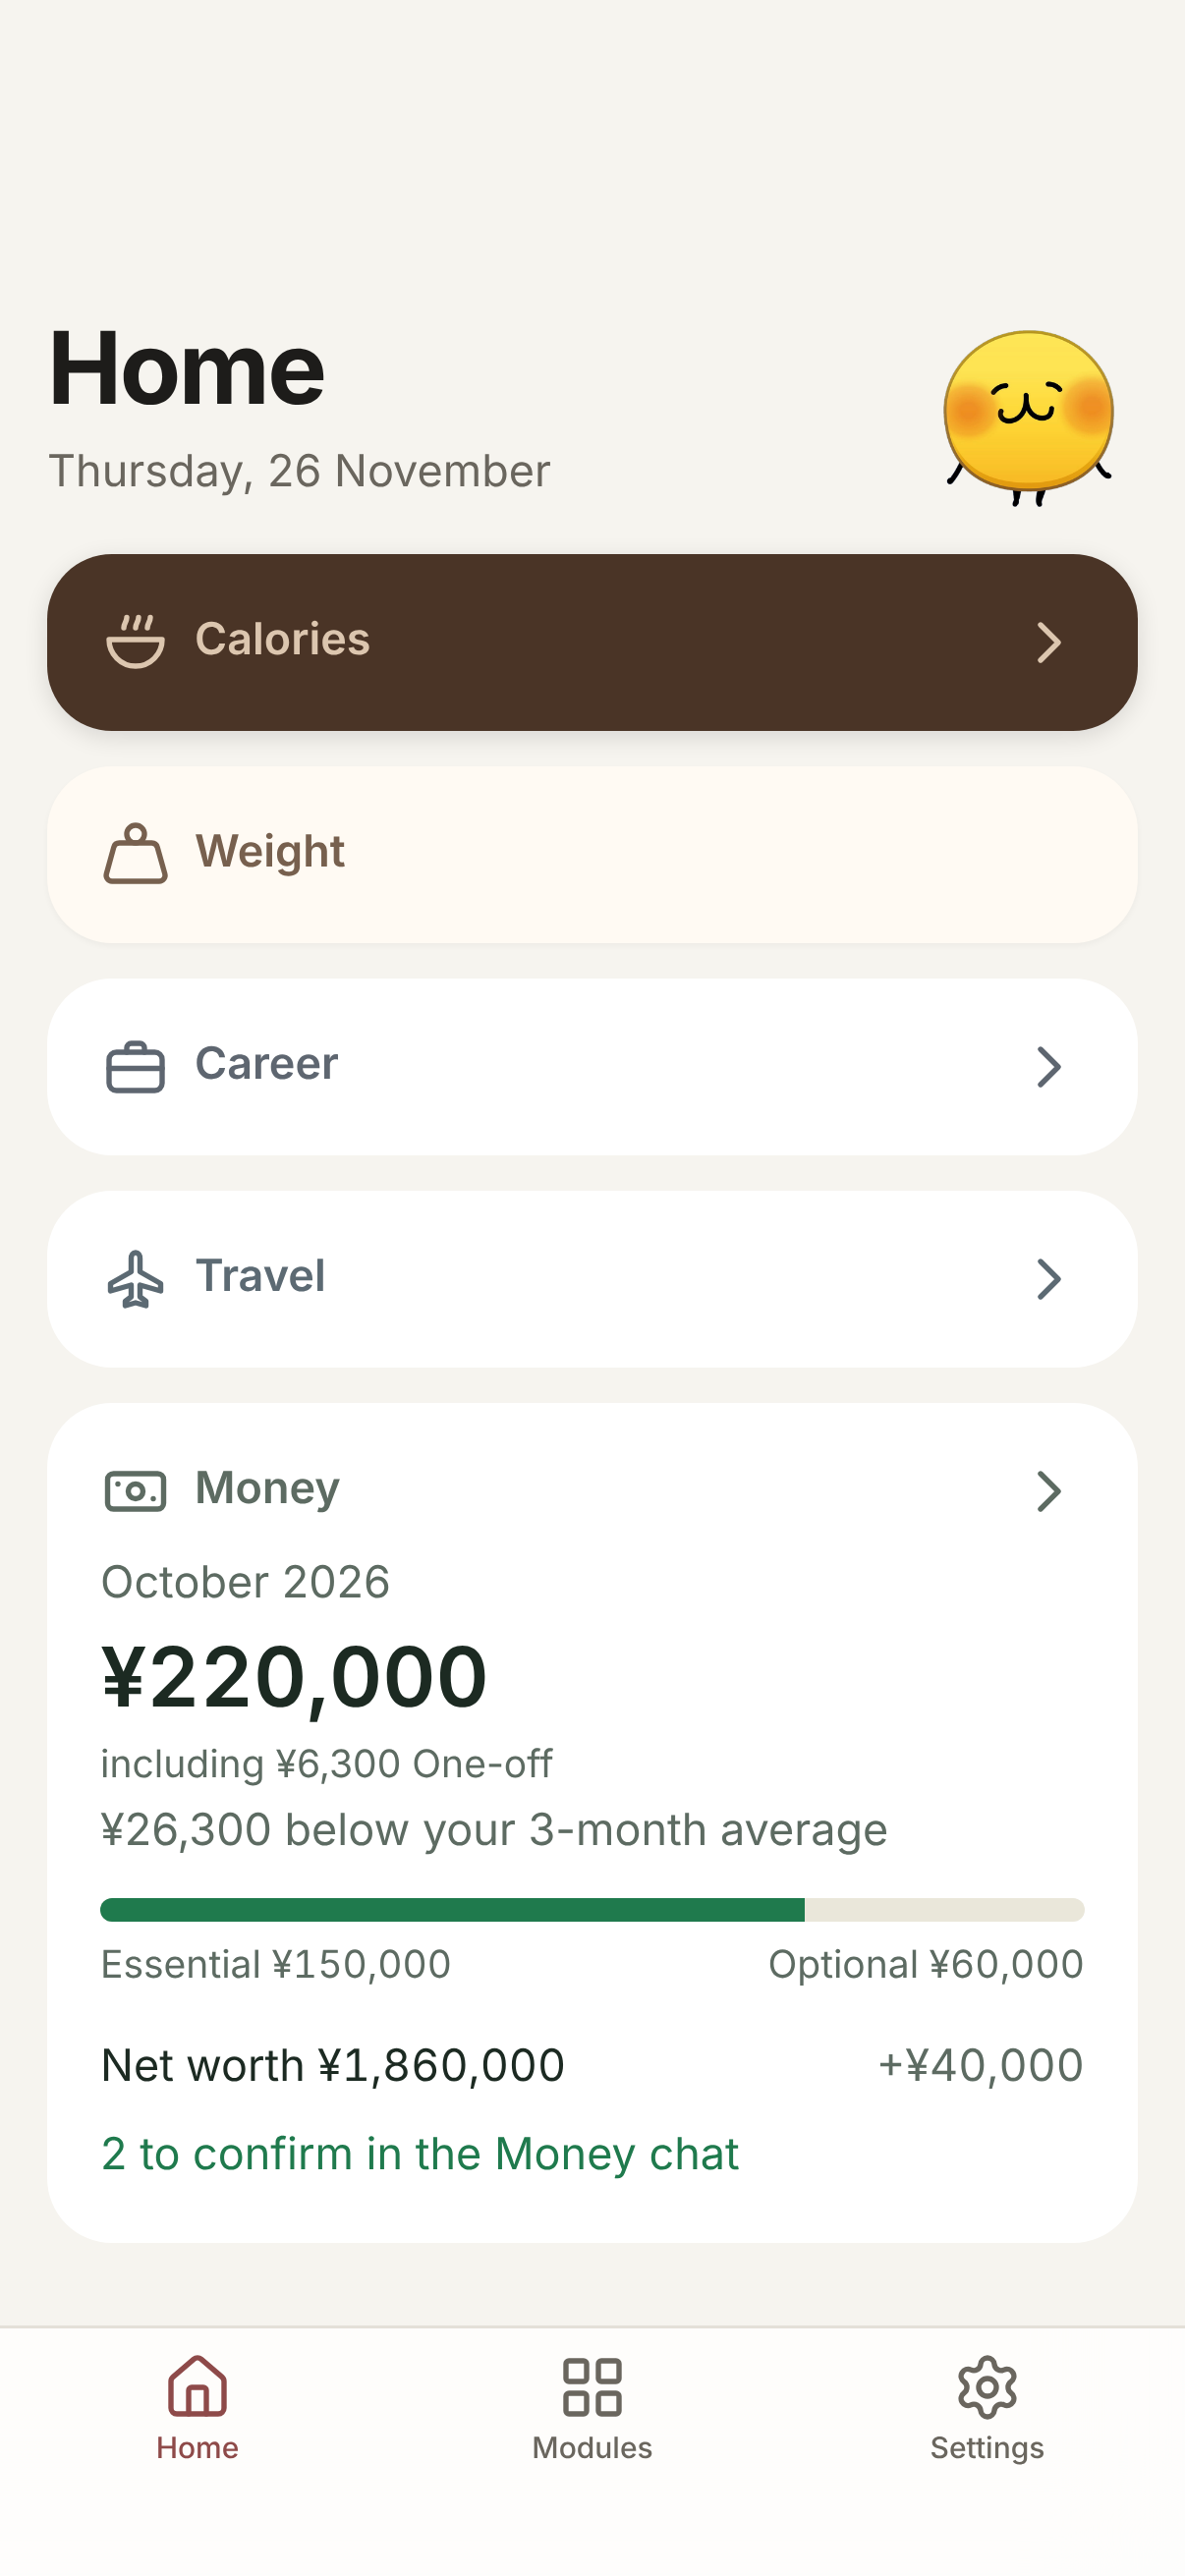 Home
Thursday, 26 November
Calories
Weight
Career
Travel
Money
October 2026
¥220,000
including ¥6,300 One-off
¥26,300 below your 3-month average
Essential ¥150,000 Optional ¥60,000
Net worth ¥1,860,000 +¥40,000
2 to confirm in the Money chat
Home Modules Settings